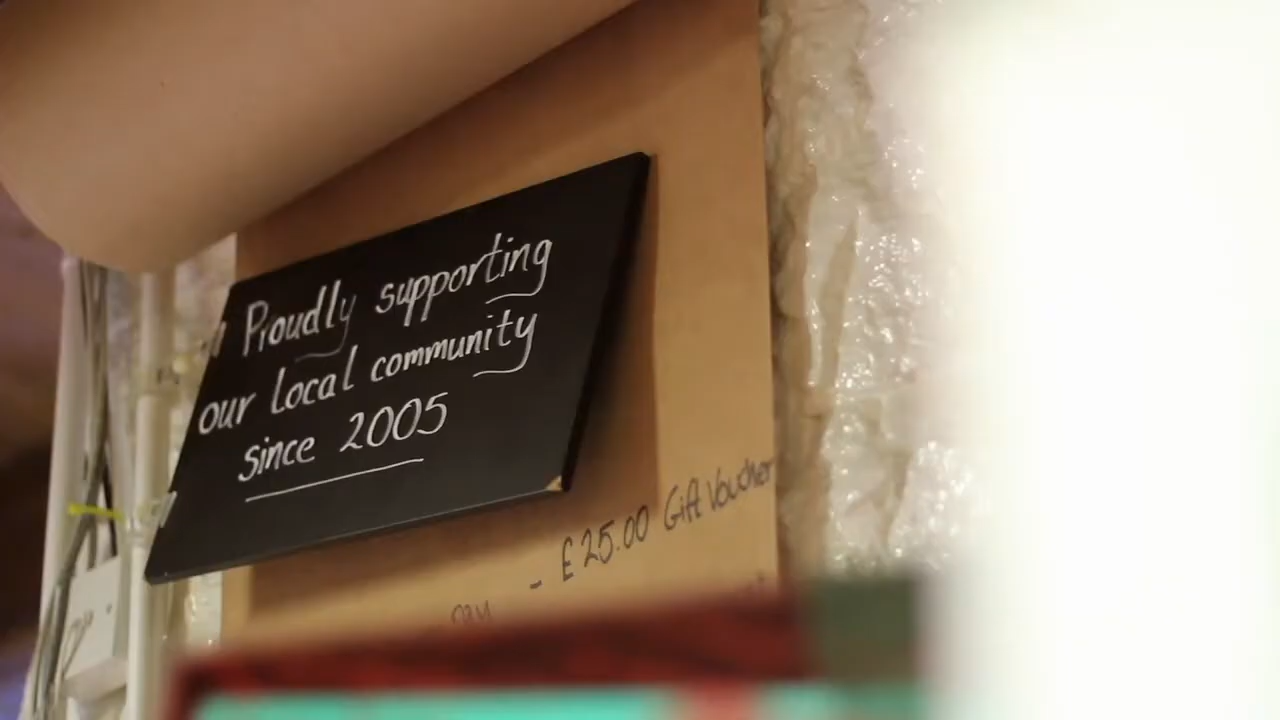 Proudly supporting
our local community
since 2005
- £25.00 Gift Voucher